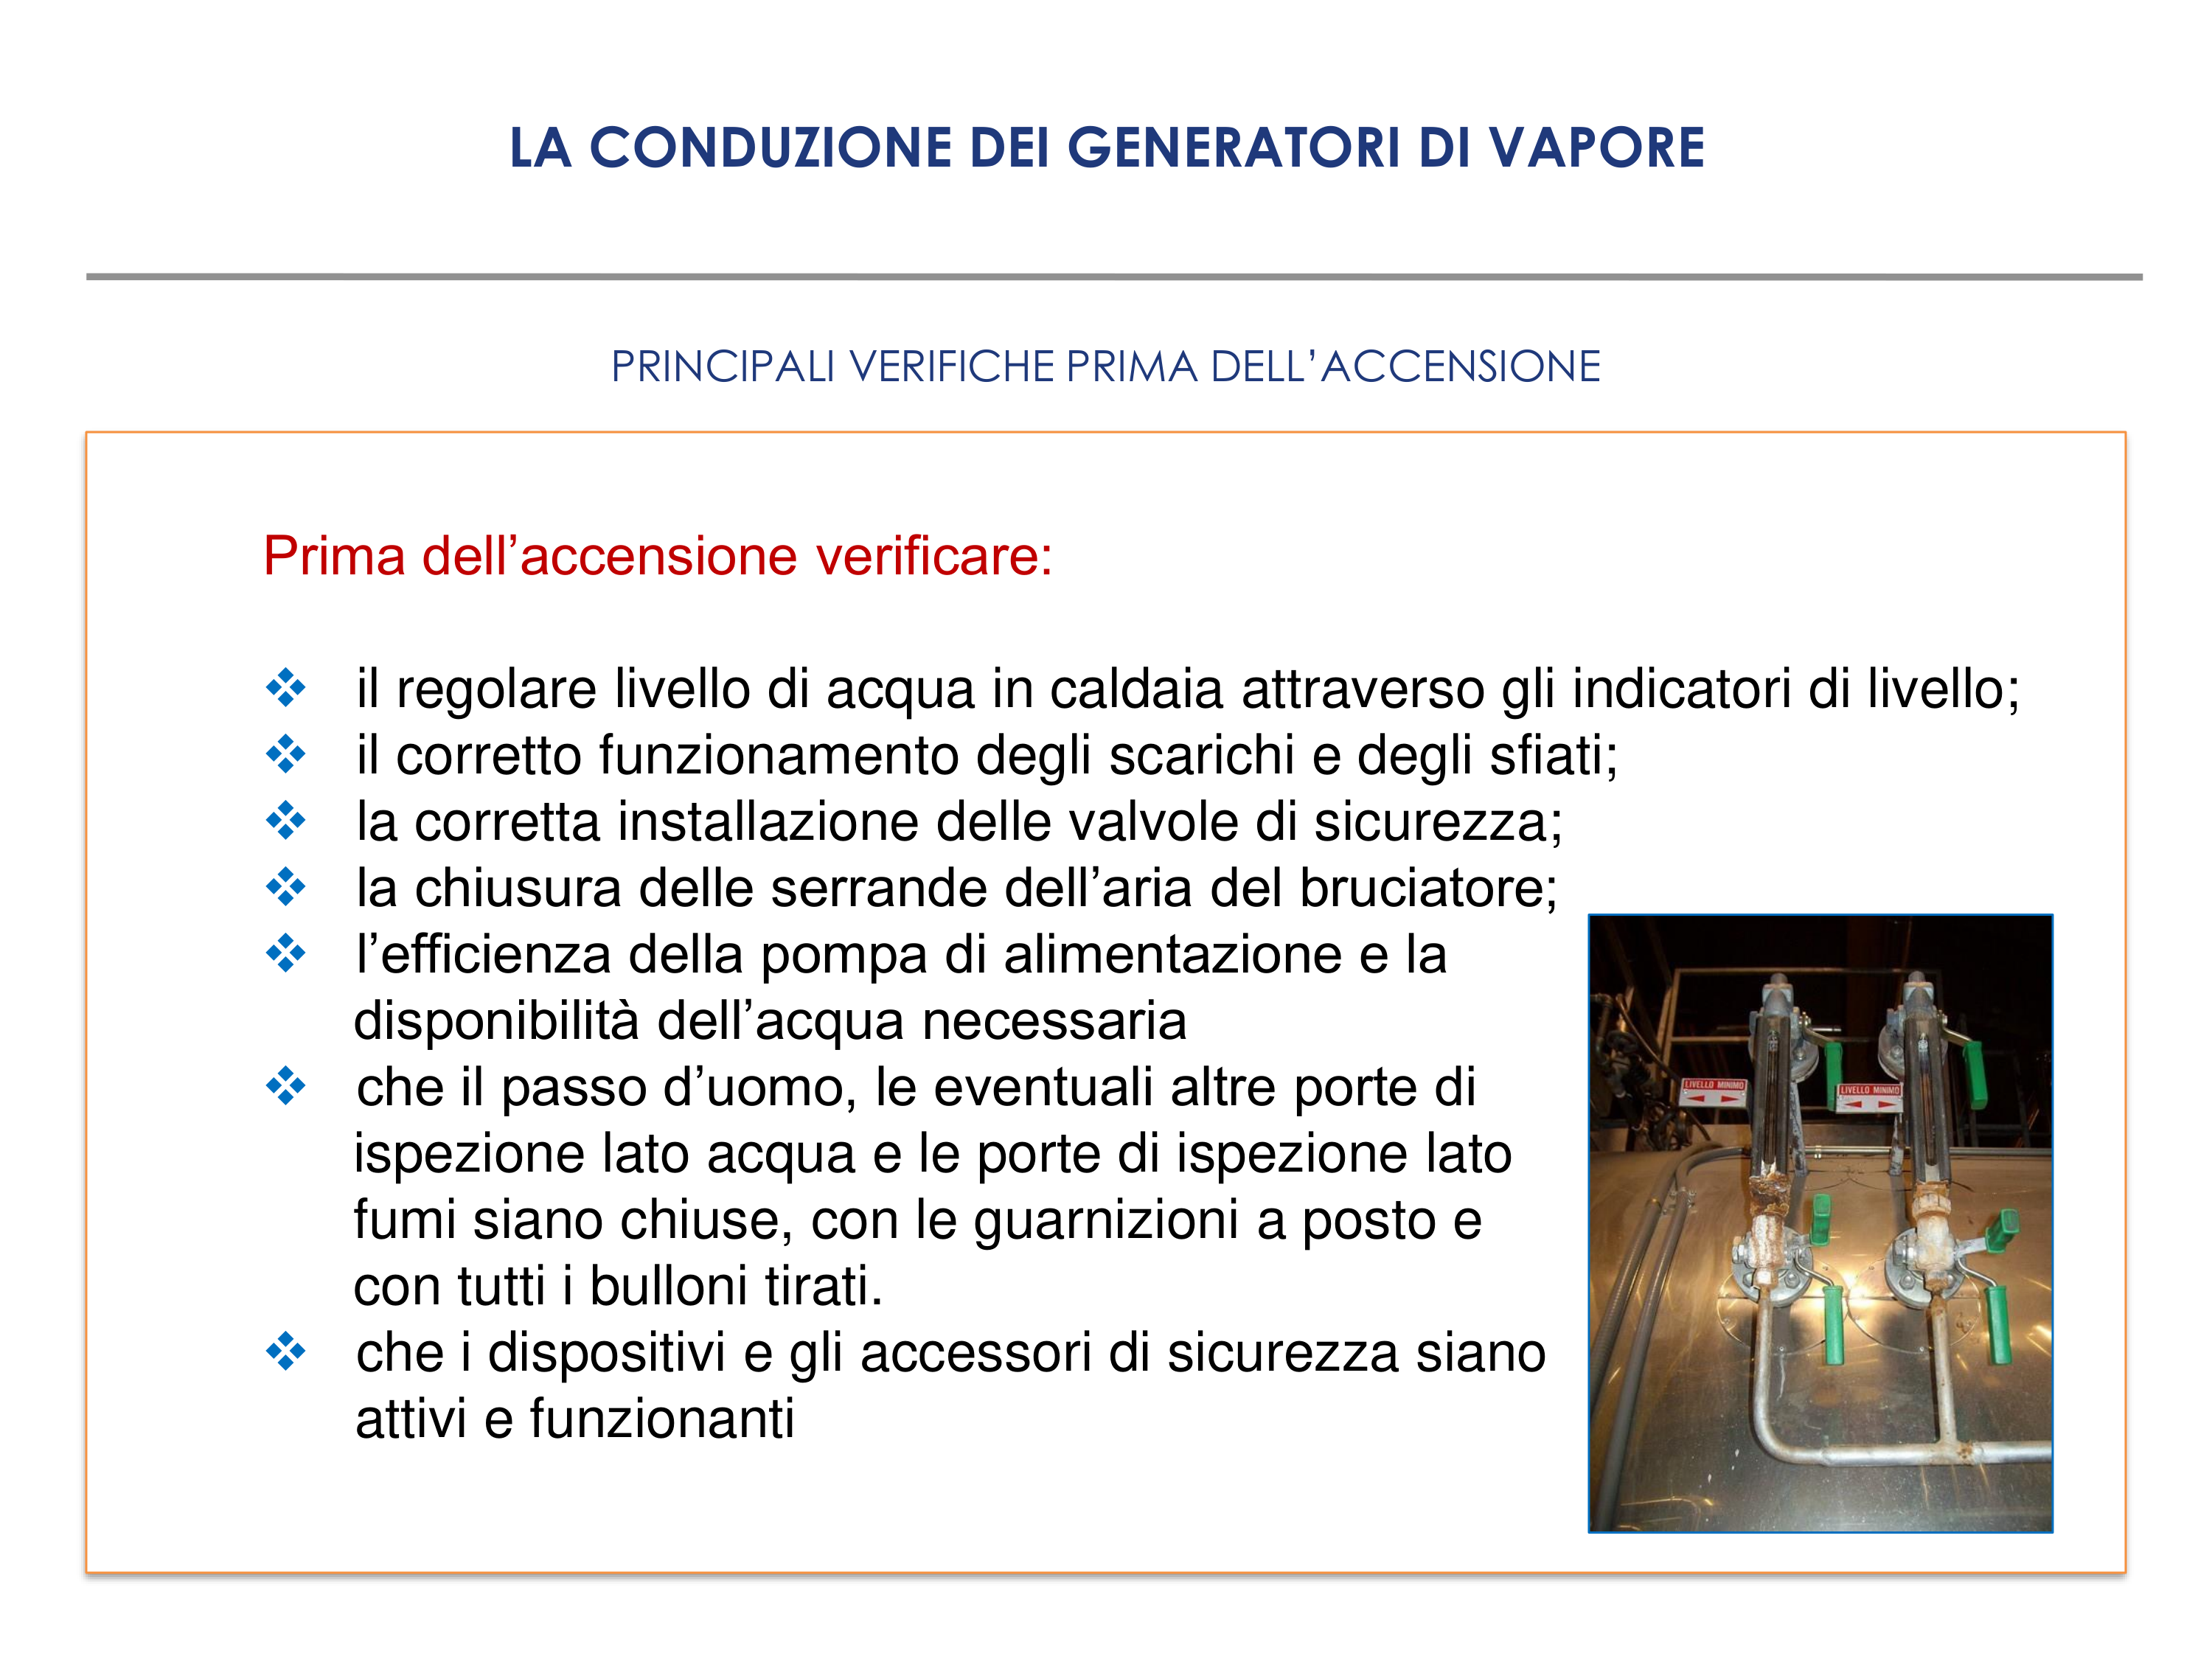 LA CONDUZIONE DEI GENERATORI DI VAPORE
PRINCIPALI VERIFICHE PRIMA DELL’ACCENSIONE
Prima dell’accensione verificare:
❖ il regolare livello di acqua in caldaia attraverso gli indicatori di livello;
❖ il corretto funzionamento degli scarichi e degli sfiati;
❖ la corretta installazione delle valvole di sicurezza;
❖ la chiusura delle serrande dell’aria del bruciatore;
❖ l’efficienza della pompa di alimentazione e la
disponibilità dell’acqua necessaria
❖ che il passo d’uomo, le eventuali altre porte di
ispezione lato acqua e le porte di ispezione lato
fumi siano chiuse, con le guarnizioni a posto e
con tutti i bulloni tirati.
❖ che i dispositivi e gli accessori di sicurezza siano
attivi e funzionanti
LIVELLO MINIMO
LIVELLO MINIMO